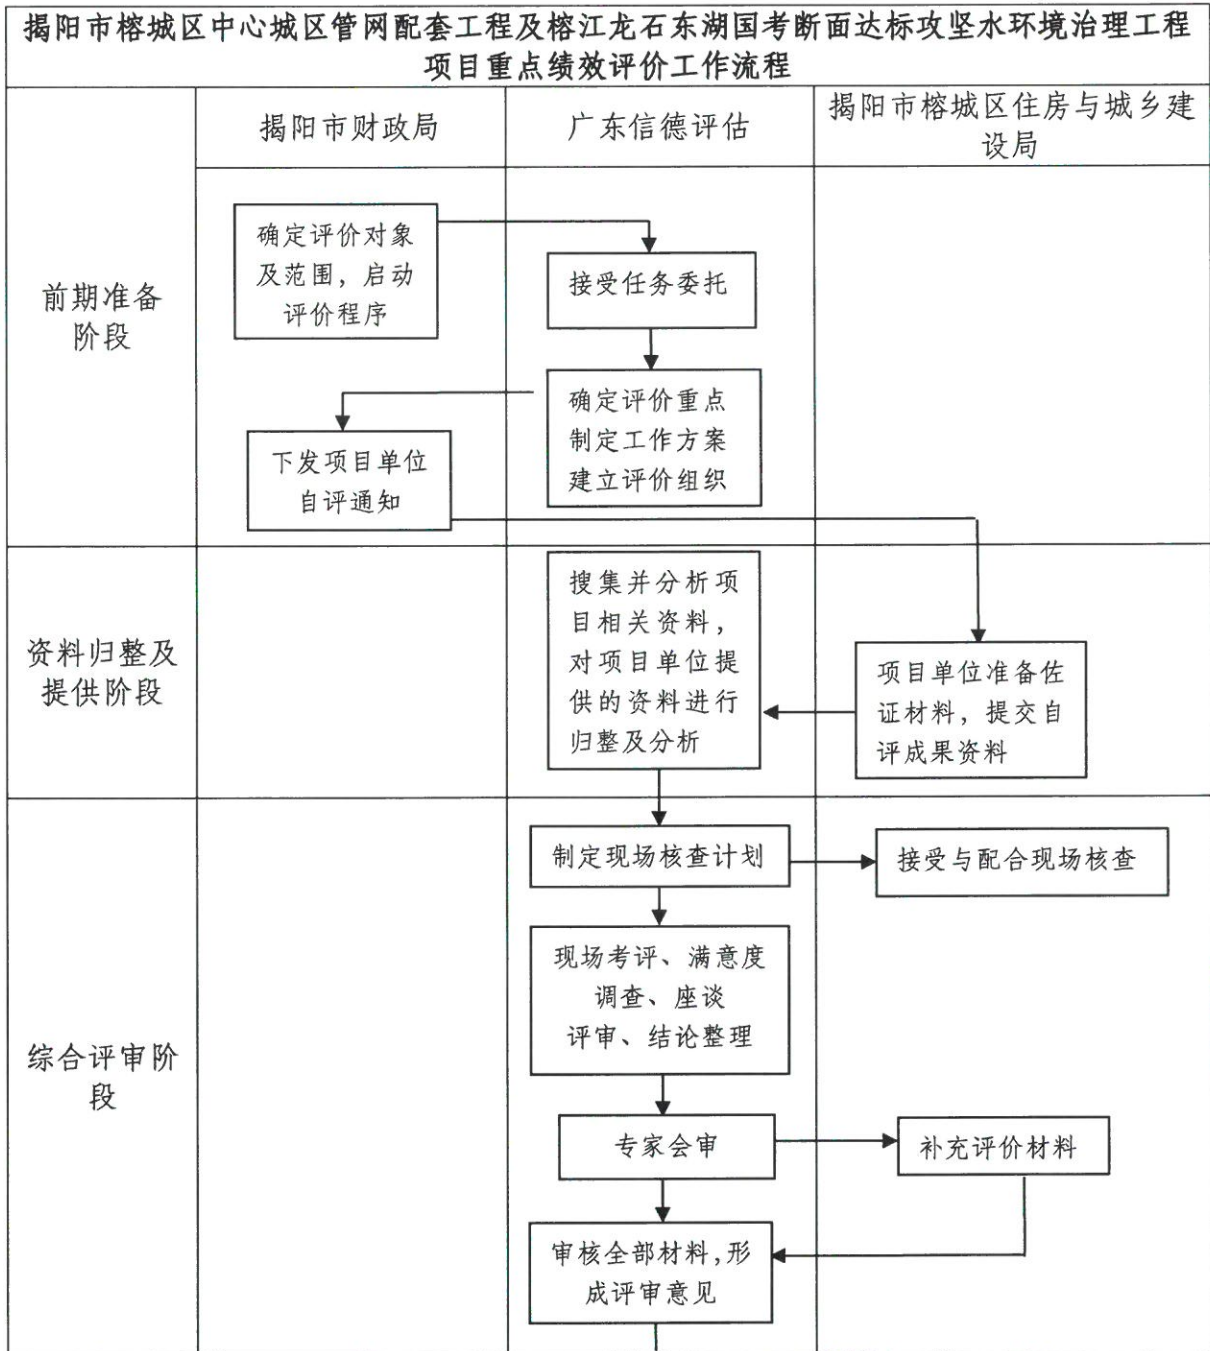 揭阳市榕城区中心城区管网配套工程及榕江龙石东湖国考断面达标攻坚水环境治理工程
项目重点绩效评价工作流程
揭阳市财政局
广东信德评估
揭阳市榕城区住房与城乡建
设局
前期准备
阶段
确定评价对象
及范围，启动
评价程序
接受任务委托
确定评价重点
制定工作方案
建立评价组织
下发项目单位
自评通知
资料归整及
提供阶段
搜集并分析项
目相关资料，
对项目单位提
供的资料进行
归整及分析
项目单位准备佐
证材料，提交自
评成果资料
综合评审阶
段
制定现场核查计划
接受与配合现场核查
现场考评、满意度
调查、座谈
评审、结论整理
专家会审
补充评价材料
审核全部材料,形
成评审意见